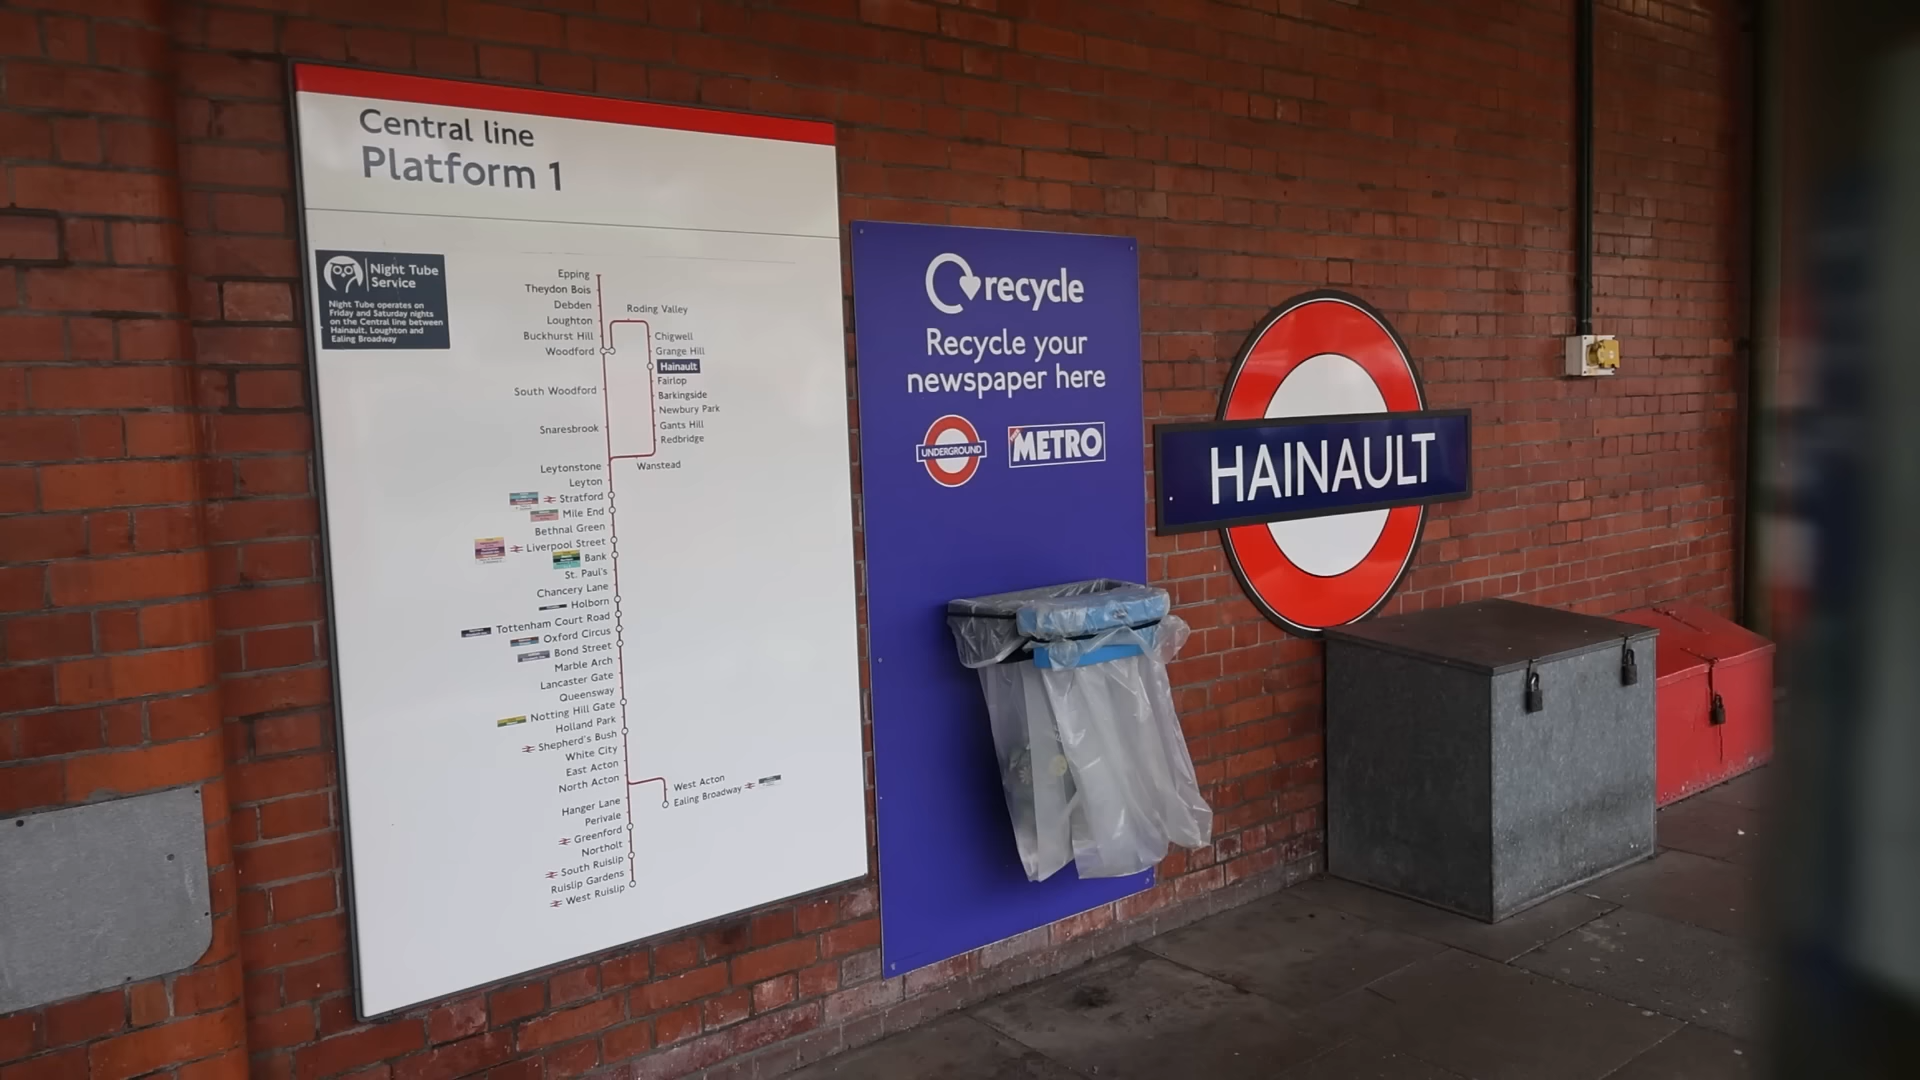 Central line
Platform 1
Night Tube
Service
Night Tube operates on
Friday and Saturday nights
on the Central line between
Hainault, Loughton and
Ealing Broadway
Epping
Theydon Bois
Debden
Loughton
Buckhurst Hill
Woodford
South Woodford
Snaresbrook
Leytonstone
Leyton
Stratford
Mile End
Bethnal Green
Liverpool Street
Bank
St. Paul's
Chancery Lane
Holborn
Tottenham Court Road
Oxford Circus
Bond Street
Marble Arch
Lancaster Gate
Queensway
Notting Hill Gate
Holland Park
Shepherd's Bush
White City
East Acton
North Acton
Hanger Lane
Perivale
Greenford
Northolt
South Ruislip
Ruislip Gardens
West Ruislip
Roding Valley
Chigwell
Grange Hill
Hainault
Fairlop
Barkingside
Newbury Park
Gants Hill
Redbridge
Wanstead
West Acton
Ealing Broadway
recycle
Recycle your
newspaper here
UNDERGROUND
METRO
HAINAULT